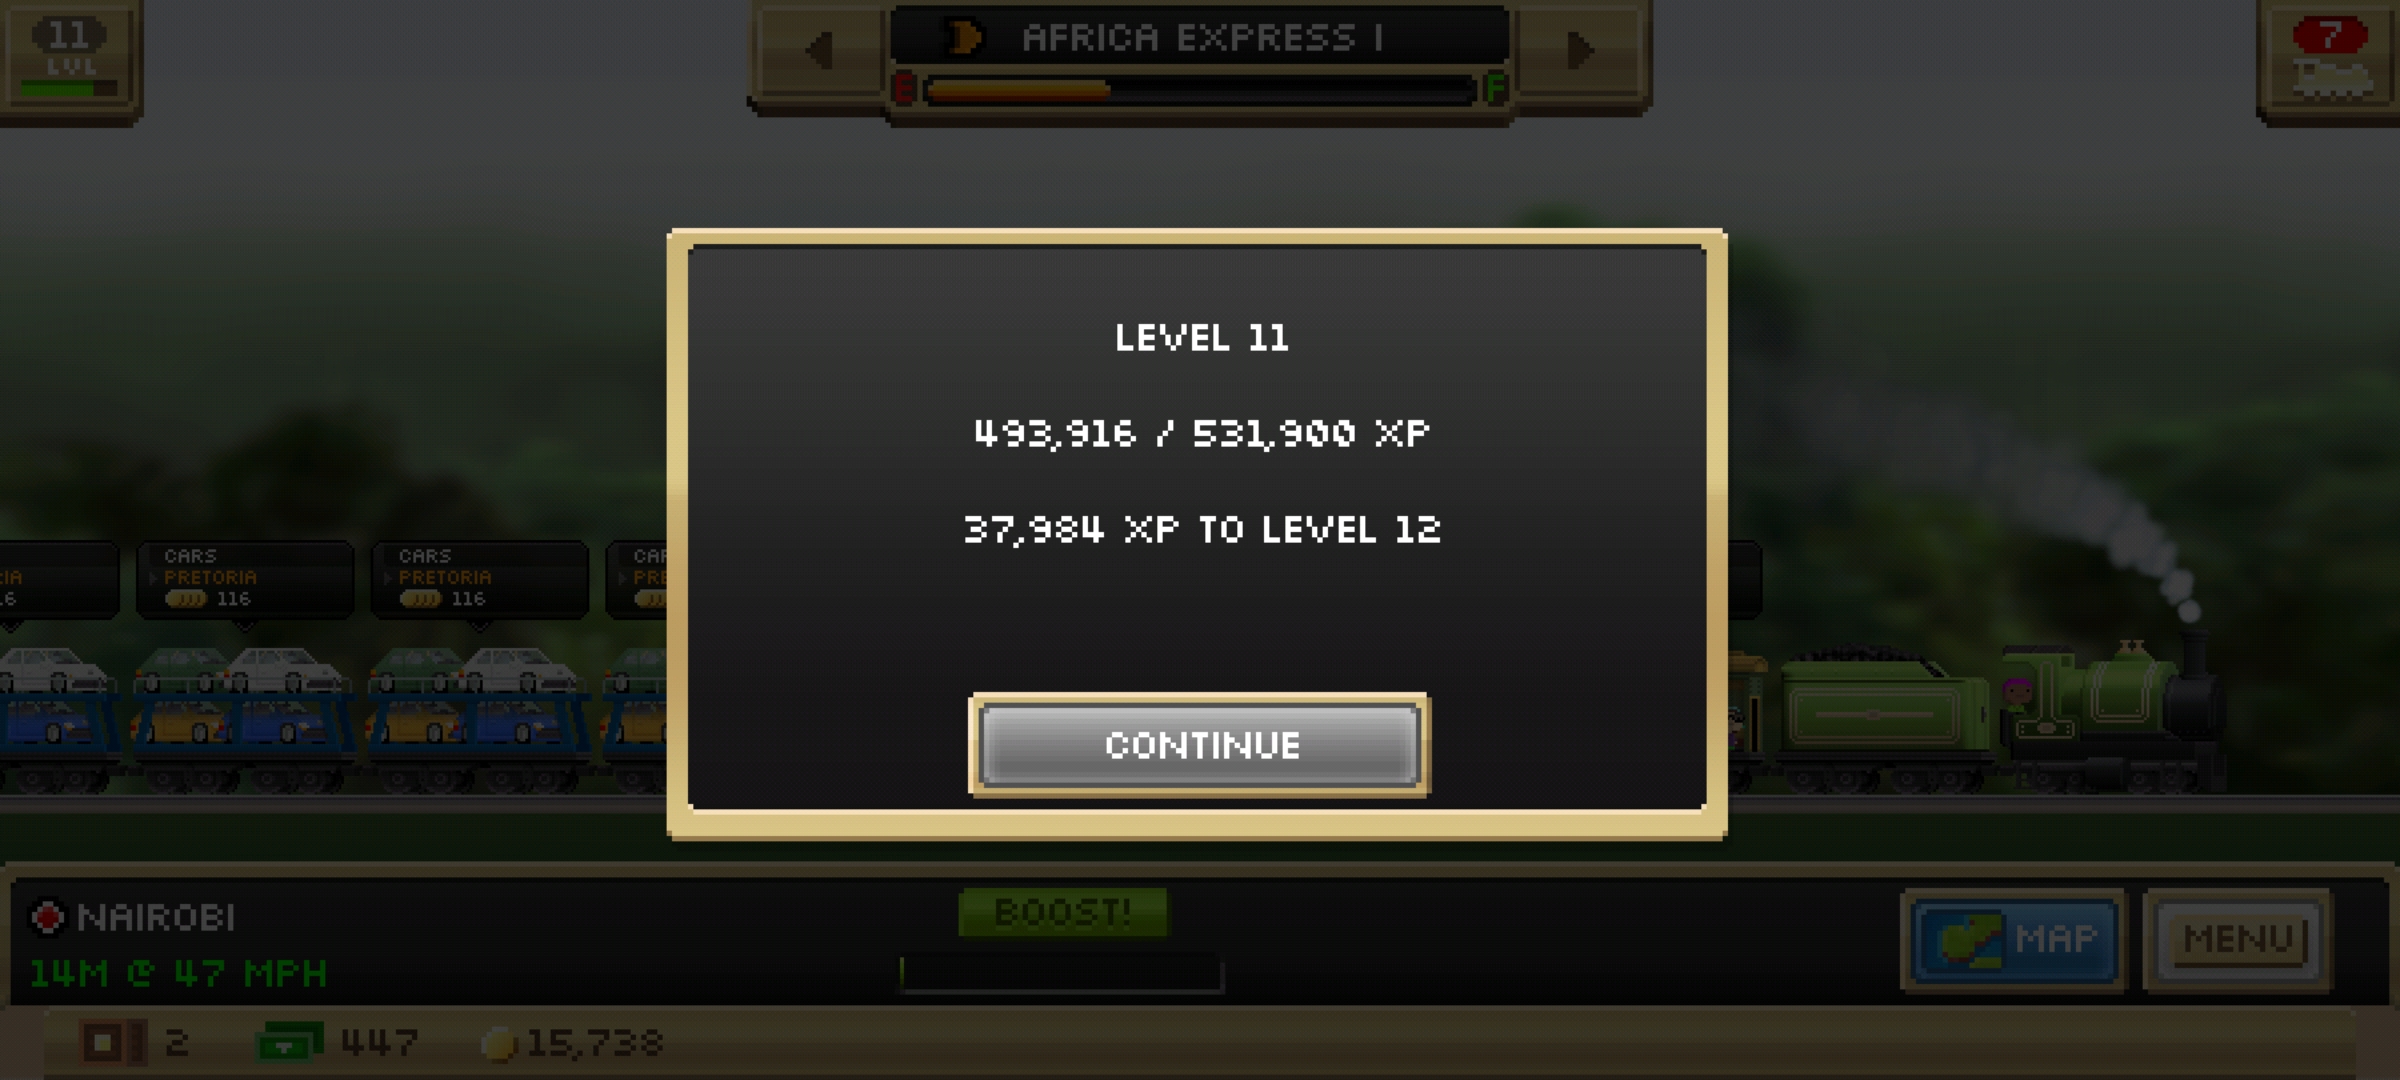 11
LVL
AFRICA EXPRESS I
E
F
7
LEVEL 11
493,916 / 531,900 XP
37,984 XP TO LEVEL 12
CONTINUE
CARS
PRETORIA
116
CARS
PRETORIA
116
NAIROBI
14M @ 47 MPH
BOOST!
MAP
MENU
2
447
15,738